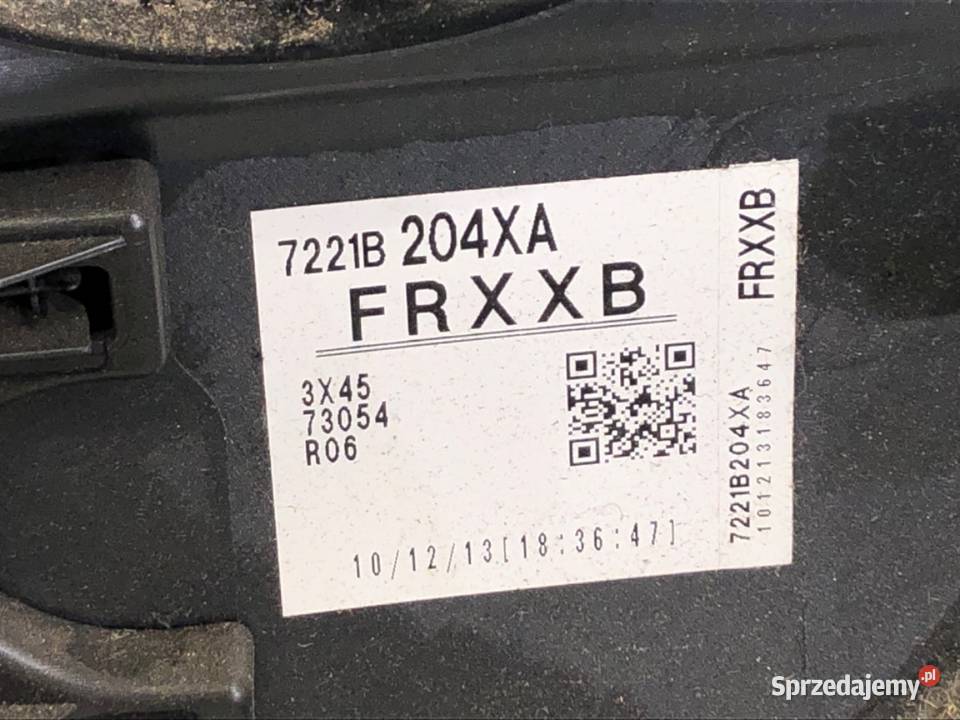 7221B 204XA
FRXXB
3X45
73054
R06
10/12/13[18:36:47]
FRXXB
7221B204XA
101213183647
Sprzedajemy.pl